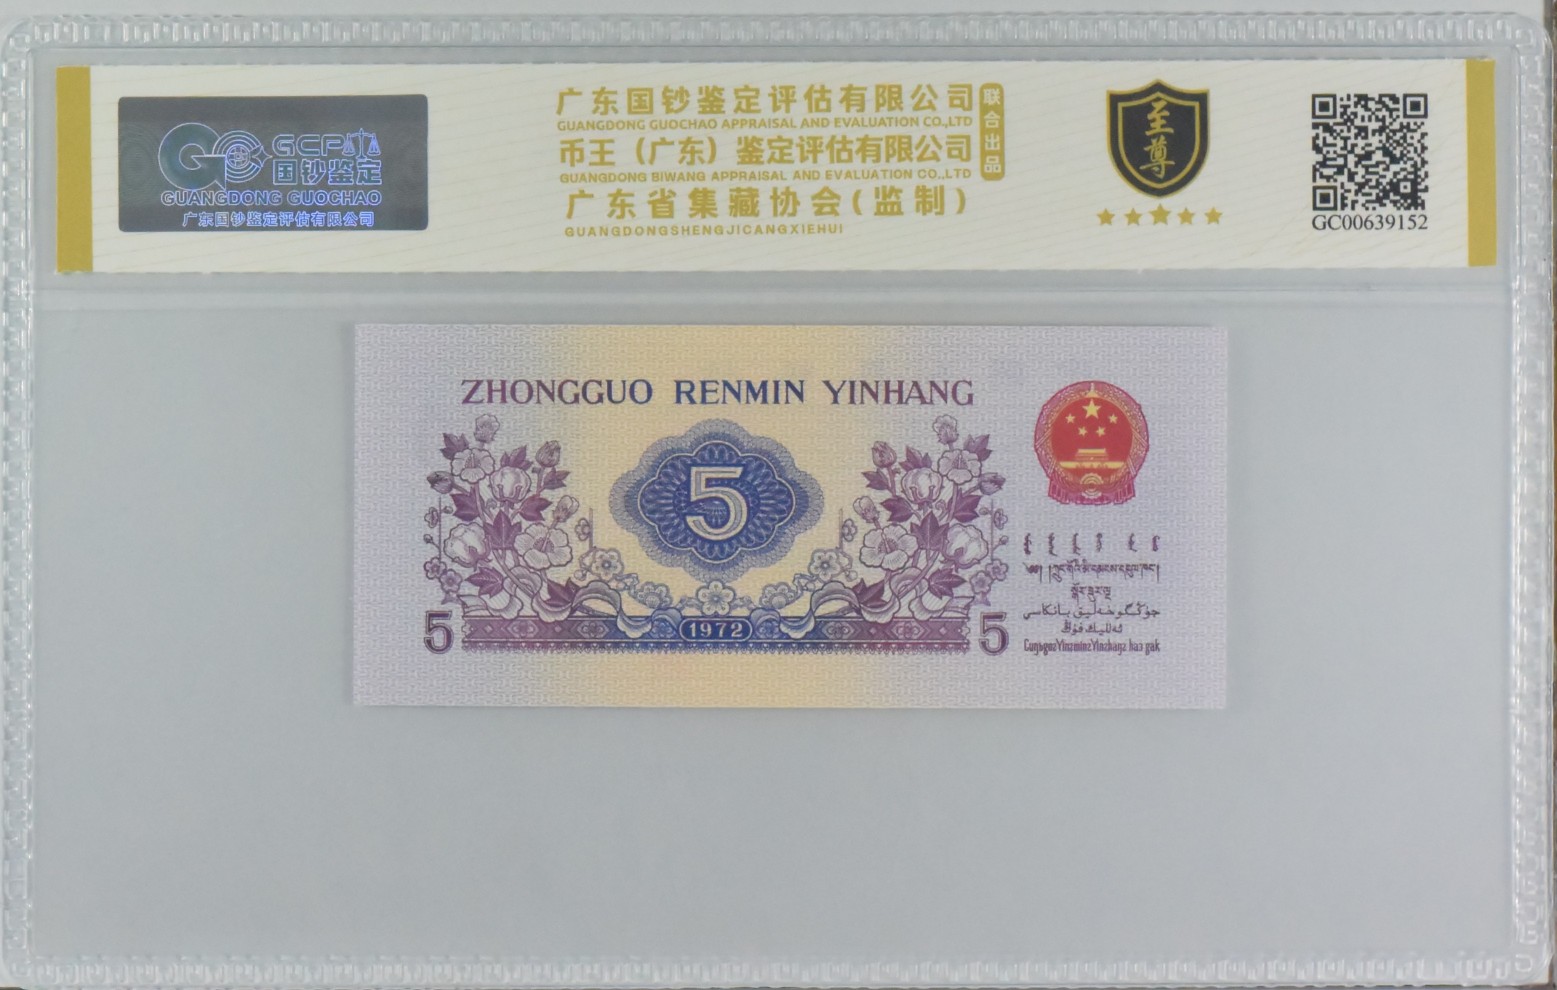 GCP
国钞鉴定
GUANGDONG GUOCHAO
广东国钞鉴定评估有限公司
广东国钞鉴定评估有限公司
GUANGDONG GUOCHAO APPRAISAL AND EVALUATION CO.,LTD
币王（广东）鉴定评估有限公司
GUANGDONG BIWANG APPRAISAL AND EVALUATION CO.,LTD
联合出品
广东省集藏协会(监制)
GUANGDONGSHENGJICANGXIEHUI
至尊
GC00639152
ZHONGGUO RENMIN YINHANG
5
5
1972
5